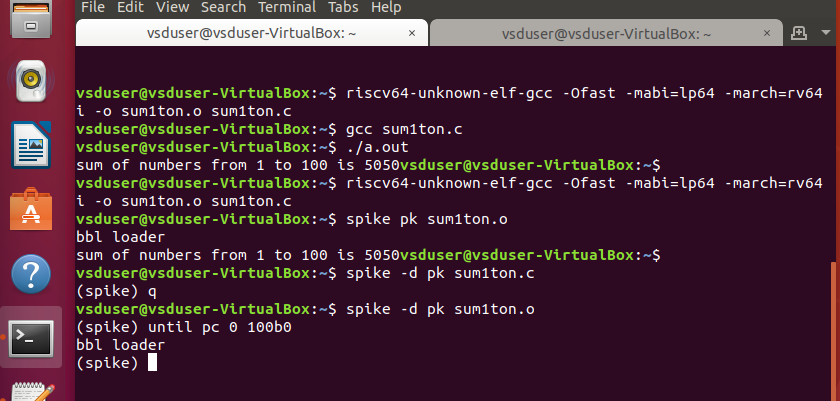 File Edit View Search Terminal Tabs Help
vsduser@vsduser-VirtualBox: ~ × vsduser@vsduser-VirtualBox: ~ ×
vsduser@vsduser-VirtualBox:~$ riscv64-unknown-elf-gcc -Ofast -mabi=lp64 -march=rv64
i -o sum1ton.o sum1ton.c
vsduser@vsduser-VirtualBox:~$ gcc sum1ton.c
vsduser@vsduser-VirtualBox:~$ ./a.out
sum of numbers from 1 to 100 is 5050vsduser@vsduser-VirtualBox:~$
vsduser@vsduser-VirtualBox:~$ riscv64-unknown-elf-gcc -Ofast -mabi=lp64 -march=rv64
i -o sum1ton.o sum1ton.c
vsduser@vsduser-VirtualBox:~$ spike pk sum1ton.o
bbl loader
sum of numbers from 1 to 100 is 5050vsduser@vsduser-VirtualBox:~$
vsduser@vsduser-VirtualBox:~$ spike -d pk sum1ton.c
(spike) q
vsduser@vsduser-VirtualBox:~$ spike -d pk sum1ton.o
(spike) until pc 0 100b0
bbl loader
(spike)